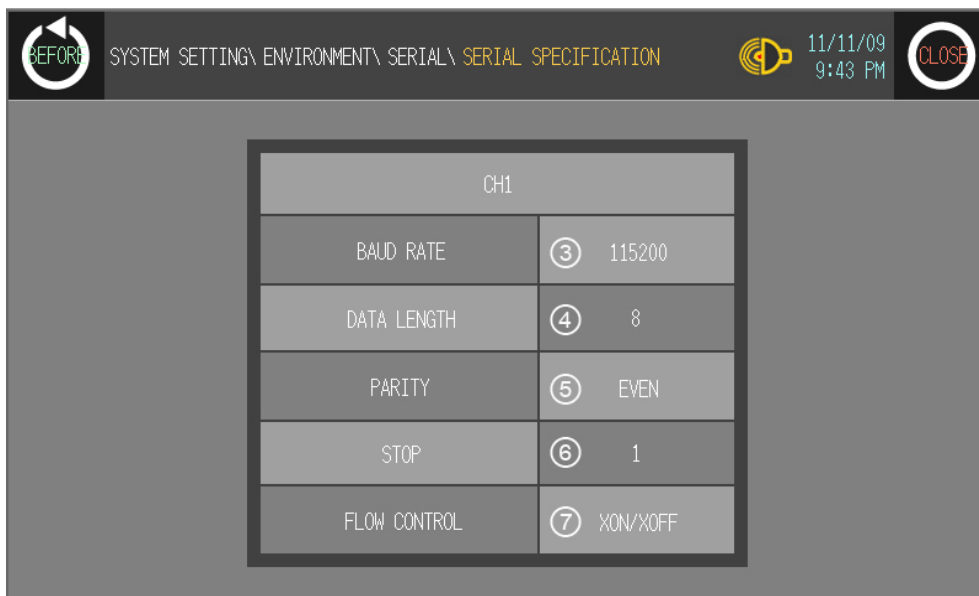 BEFORE
SYSTEM SETTING\ ENVIRONMENT\ SERIAL\ SERIAL SPECIFICATION
11/11/09
9:43 PM
CLOSE
CH1
BAUD RATE ③ 115200
DATA LENGTH ④ 8
PARITY ⑤ EVEN
STOP ⑥ 1
FLOW CONTROL ⑦ XON/XOFF